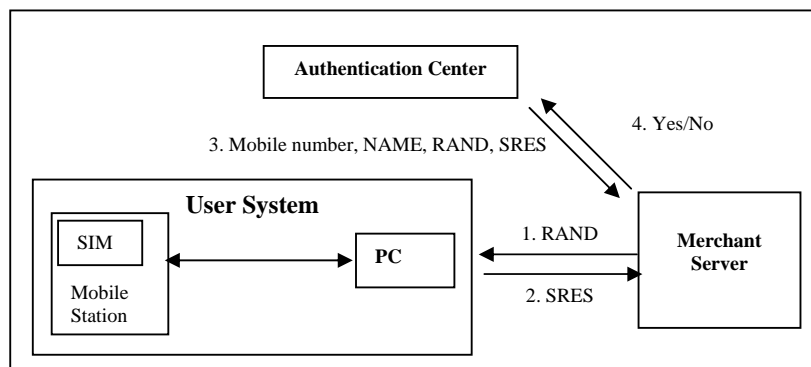 Authentication Center
4. Yes/No
3. Mobile number, NAME, RAND, SRES
User System
SIM
Mobile
Station
PC
1. RAND
2. SRES
Merchant
Server